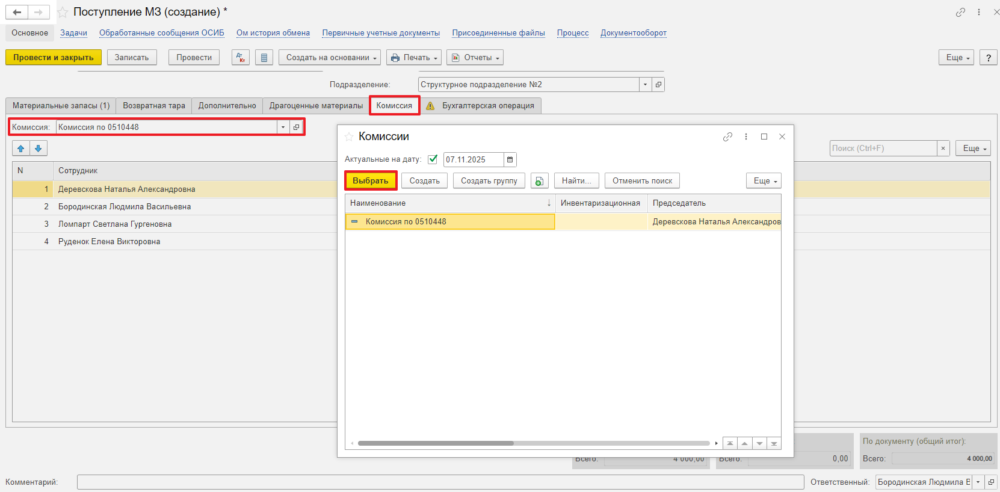 Поступление МЗ (создание) *
Основное Задачи Обработанные сообщения ОСИБ Ом история обмена Первичные учетные документы Присоединенные файлы Процесс Документооборот
Провести и закрыть Записать Провести Дт Кт Создать на основании Печать Отчеты Еще ?
Подразделение: Структурное подразделение №2
Материальные запасы (1) Возвратная тара Дополнительно Драгоценные материалы Комиссия Бухгалтерская операция
Комиссия: Комиссия по 0510448
Поиск (Ctrl+F) × Еще
N Сотрудник
1 Деревскова Наталья Александровна
2 Бородинская Людмила Васильевна
3 Ломпарт Светлана Гургеновна
4 Руденок Елена Викторовна
Комиссии
Актуальные на дату: 07.11.2025
Выбрать Создать Создать группу Найти... Отменить поиск Еще
Наименование ↓ Инвентаризационная Председатель
Комиссия по 0510448 Деревскова Наталья Александров
По документу (общий итог):
Всего: 4 000,00 Всего: 0,00 Всего: 4 000,00
Комментарий: Ответственный: Бородинская Людмила В